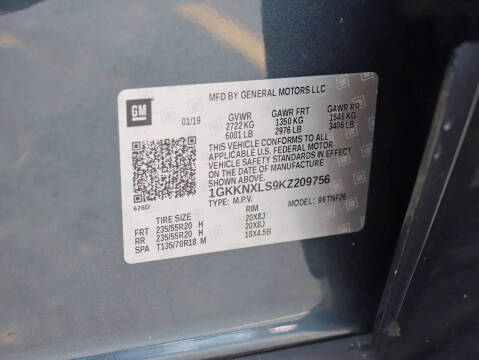 GM
MFD BY GENERAL MOTORS LLC
01/19 GVWR GAWR FRT GAWR RR
2722 KG 1350 KG 1545 KG
6001 LB 2976 LB 3406 LB
THIS VEHICLE CONFORMS TO ALL
APPLICABLE U.S. FEDERAL MOTOR
VEHICLE SAFETY STANDARDS IN
EFFECT ON THE DATE OF
MANUFACTURE SHOWN ABOVE.
1GKKNXLS9KZ209756
TYPE: M.P.V. MODEL: 96TNF26
626D
TIRE SIZE RIM
FRT 235/55R20 H 20X8J
RR 235/55R20 H 20X8J
SPA T135/70R18 M 18X4.5B